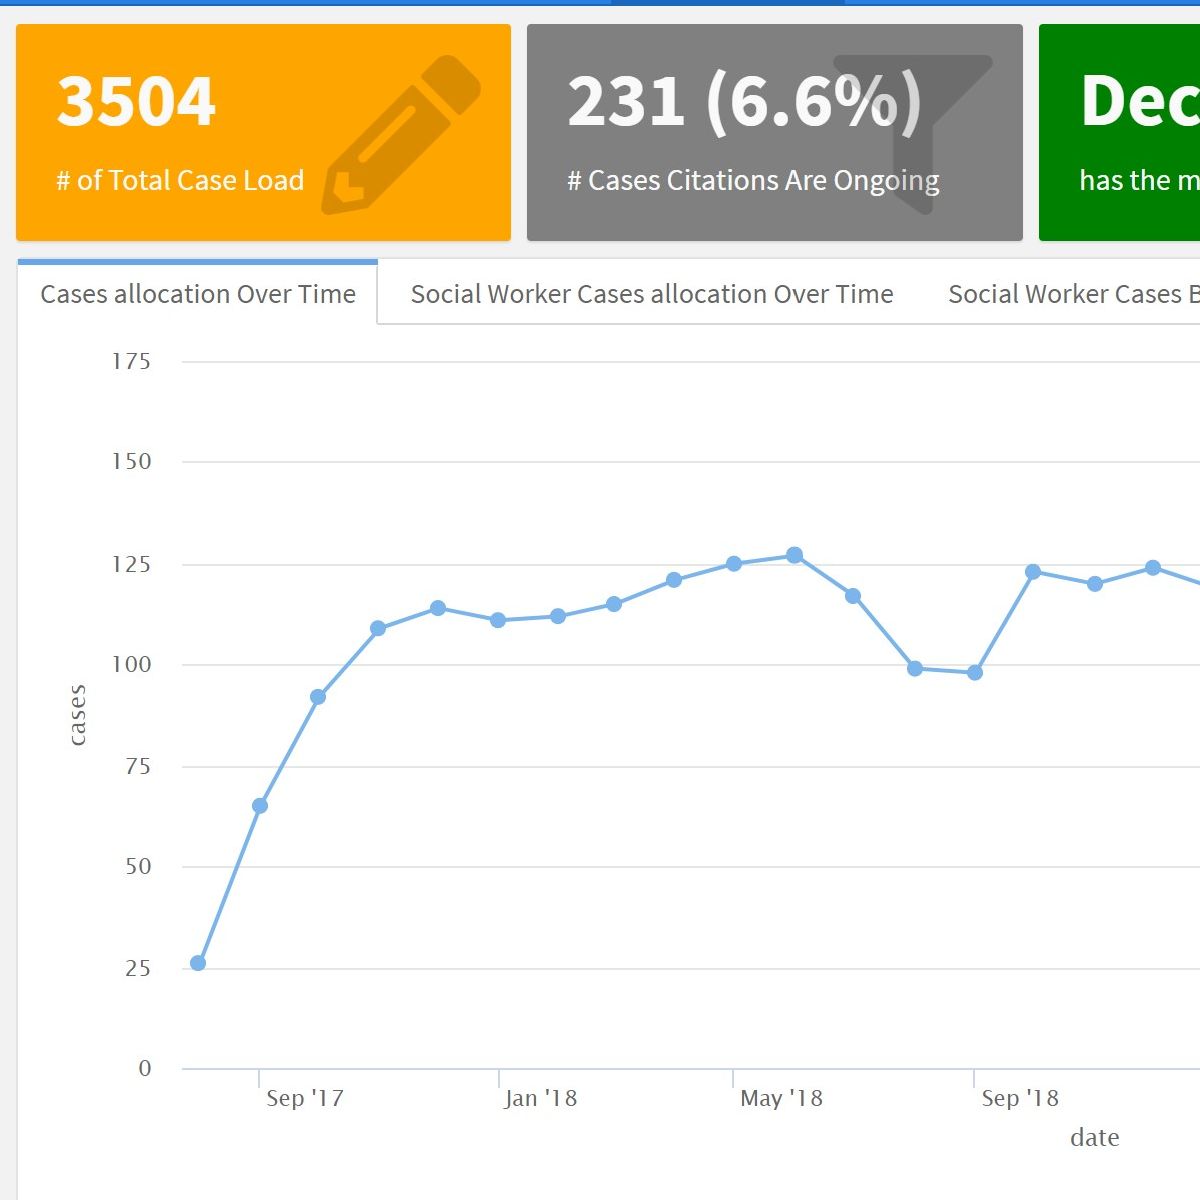 3504
# of Total Case Load
231 (6.6%)
# Cases Citations Are Ongoing
Dec
has the m
Cases allocation Over Time
Social Worker Cases allocation Over Time
Social Worker Cases B
175
150
125
100
75
50
25
0
cases
Sep '17
Jan '18
May '18
Sep '18
date